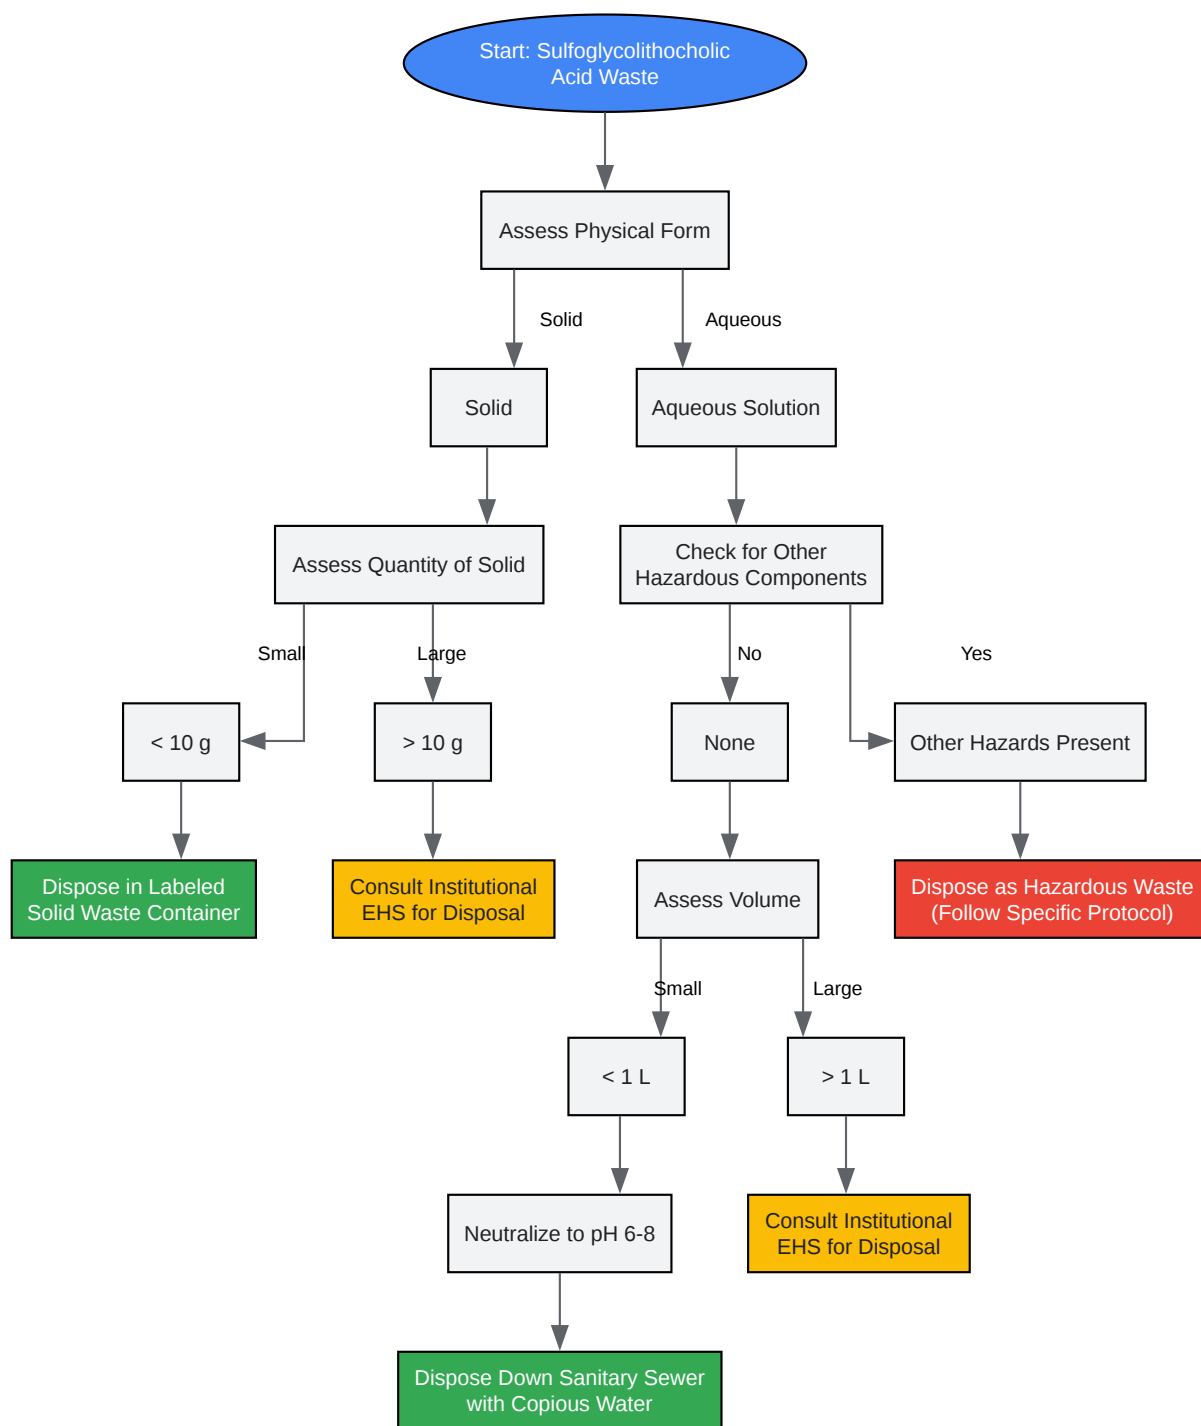 Start: Sulfoglycolithocholic
Acid Waste
Assess Physical Form
Solid
Aqueous
Solid
Aqueous Solution
Assess Quantity of Solid
Check for Other
Hazardous Components
Small
Large
No
Yes
< 10 g
> 10 g
None
Other Hazards Present
Dispose in Labeled
Solid Waste Container
Consult Institutional
EHS for Disposal
Assess Volume
Dispose as Hazardous Waste
(Follow Specific Protocol)
Small
Large
< 1 L
> 1 L
Neutralize to pH 6-8
Consult Institutional
EHS for Disposal
Dispose Down Sanitary Sewer
with Copious Water